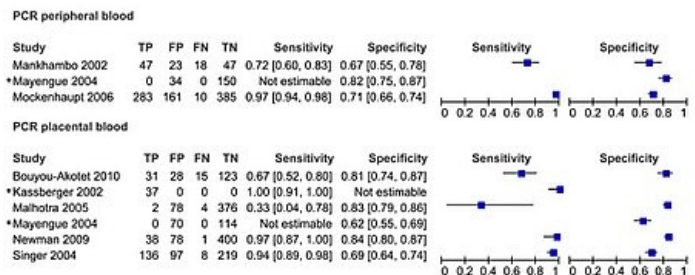 PCR peripheral blood
Study TP FP FN TN Sensitivity Specificity Sensitivity Specificity
Mankhambo 2002 47 23 18 47 0.72 [0.60, 0.83] 0.67 [0.55, 0.78]
*Mayengue 2004 0 34 0 150 Not estimable 0.82 [0.75, 0.87]
Mockenhaupt 2006 283 161 10 385 0.97 [0.94, 0.98] 0.71 [0.66, 0.74]
0 0.2 0.4 0.6 0.8 1 0 0.2 0.4 0.6 0.8 1
PCR placental blood
Study TP FP FN TN Sensitivity Specificity Sensitivity Specificity
Bouyou-Akotet 2010 31 28 15 123 0.67 [0.52, 0.80] 0.81 [0.74, 0.87]
*Kassberger 2002 37 0 0 0 1.00 [0.91, 1.00] Not estimable
Malhotra 2005 2 78 4 376 0.33 [0.04, 0.78] 0.83 [0.79, 0.86]
*Mayengue 2004 0 70 0 114 Not estimable 0.62 [0.55, 0.69]
Newman 2009 38 78 1 400 0.97 [0.87, 1.00] 0.84 [0.80, 0.87]
Singer 2004 136 97 8 219 0.94 [0.89, 0.98] 0.69 [0.64, 0.74]
0 0.2 0.4 0.6 0.8 1 0 0.2 0.4 0.6 0.8 1